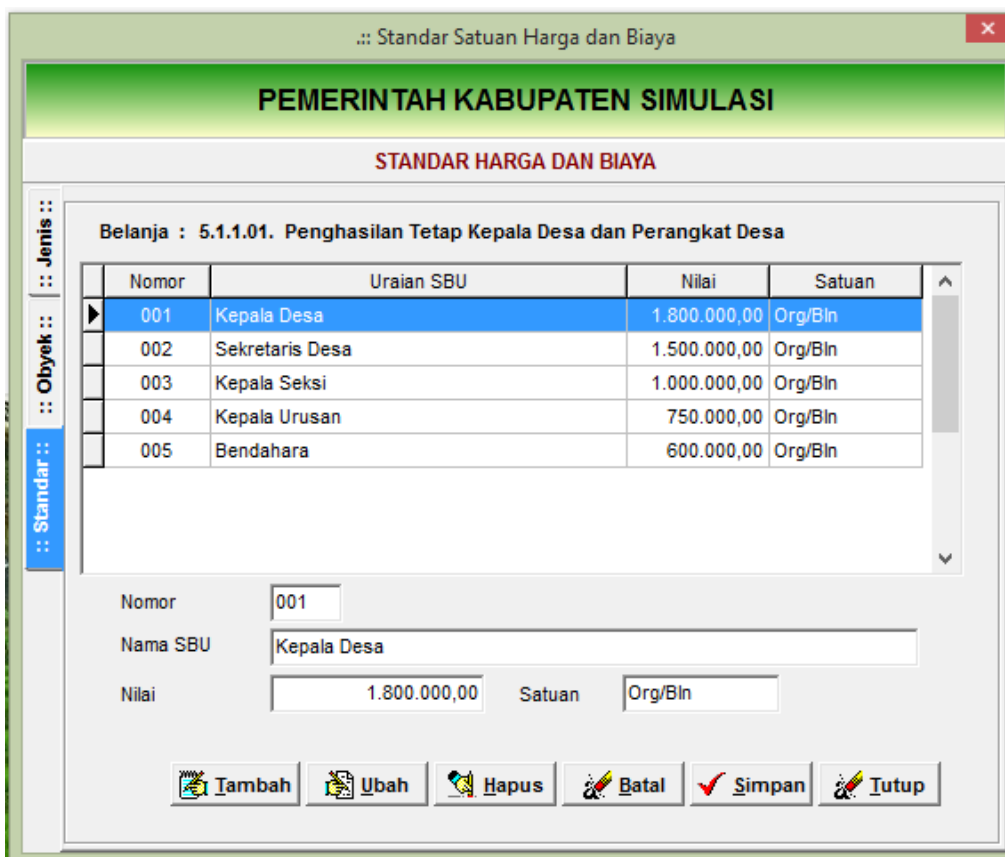 .:: Standar Satuan Harga dan Biaya
PEMERINTAH KABUPATEN SIMULASI
STANDAR HARGA DAN BIAYA
:: Jenis ::
:: Obyek ::
:: Standar ::
Belanja : 5.1.1.01. Penghasilan Tetap Kepala Desa dan Perangkat Desa
Nomor Uraian SBU Nilai Satuan
001 Kepala Desa 1.800.000,00 Org/Bln
002 Sekretaris Desa 1.500.000,00 Org/Bln
003 Kepala Seksi 1.000.000,00 Org/Bln
004 Kepala Urusan 750.000,00 Org/Bln
005 Bendahara 600.000,00 Org/Bln
Nomor 001
Nama SBU Kepala Desa
Nilai 1.800.000,00 Satuan Org/Bln
Tambah Ubah Hapus Batal Simpan Tutup